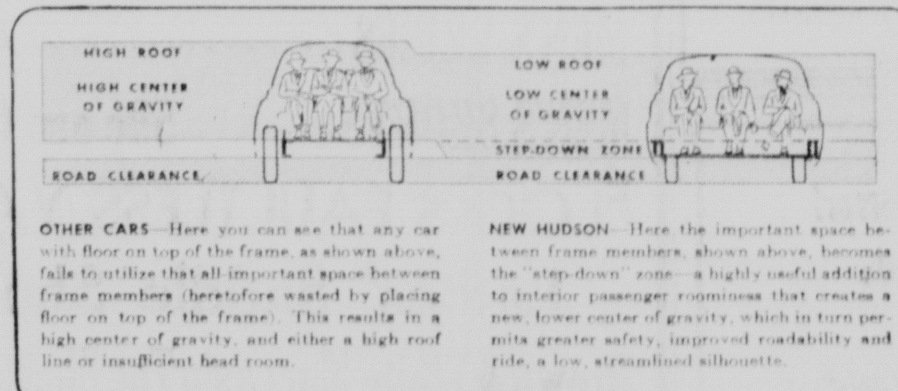 HIGH ROOF
HIGH CENTER
OF GRAVITY
ROAD CLEARANCE
LOW ROOF
LOW CENTER
OF GRAVITY
STEP-DOWN ZONE
ROAD CLEARANCE
OTHER CARS—Here you can see that any car
with floor on top of the frame, as shown above,
fails to utilize that all-important space between
frame members (heretofore wasted by placing
floor on top of the frame). This results in a
high center of gravity, and either a high roof
line or insufficient head room.
NEW HUDSON—Here the important space be-
tween frame members, shown above, becomes
the "step-down" zone—a highly useful addition
to interior passenger roominess that creates a
new, lower center of gravity, which in turn per-
mits greater safety, improved roadability and
ride, a low, streamlined silhouette.